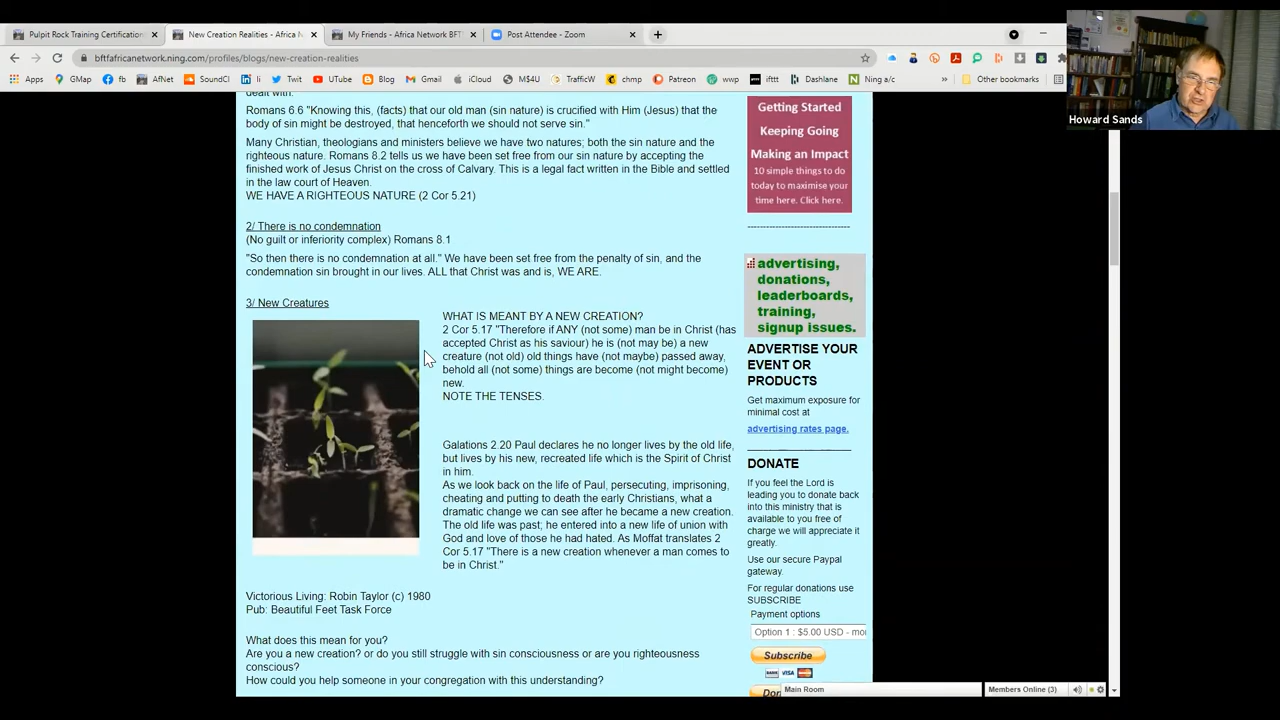 Pulpit Rock Training Certification
New Creation Realities - Africa N
My Friends - Africa Network BFT
Post Attendee - Zoom
bftfafricanetwork.ning.com/profiles/blogs/new-creation-realities
Apps
GMap
fb
AfNet
SoundCl
li
Twit
UTube
Blog
Gmail
iCloud
MS4U
TrafficW
chmp
Patreon
wwp
ifttt
Dashlane
Ning a/c
»
Other bookmarks
Howard Sands
dealt with.
Romans 6.6 "Knowing this, (facts) that our old man (sin nature) is crucified with Him (Jesus) that the
body of sin might be destroyed, that henceforth we should not serve sin."
Many Christian, theologians and ministers believe we have two natures; both the sin nature and the
righteous nature. Romans 8.2 tells us we have been set free from our sin nature by accepting the
finished work of Jesus Christ on the cross of Calvary. This is a legal fact written in the Bible and settled
in the law court of Heaven.
WE HAVE A RIGHTEOUS NATURE (2 Cor 5.21)
2/ There is no condemnation
(No guilt or inferiority complex) Romans 8.1
"So then there is no condemnation at all." We have been set free from the penalty of sin, and the
condemnation sin brought in our lives. ALL that Christ was and is, WE ARE.
3/ New Creatures
WHAT IS MEANT BY A NEW CREATION?
2 Cor 5.17 "Therefore if ANY (not some) man be in Christ (has
accepted Christ as his saviour) he is (not may be) a new
creature (not old) old things have (not maybe) passed away,
behold all (not some) things are become (not might become)
new.
NOTE THE TENSES.
Galations 2.20 Paul declares he no longer lives by the old life,
but lives by his new, recreated life which is the Spirit of Christ
in him.
As we look back on the life of Paul, persecuting, imprisoning,
cheating and putting to death the early Christians, what a
dramatic change we can see after he became a new creation.
The old life was past; he entered into a new life of union with
God and love of those he had hated. As Moffat translates 2
Cor 5.17 "There is a new creation whenever a man comes to
be in Christ."
Victorious Living: Robin Taylor (c) 1980
Pub: Beautiful Feet Task Force
What does this mean for you?
Are you a new creation? or do you still struggle with sin consciousness or are you righteousness
conscious?
How could you help someone in your congregation with this understanding?
Getting Started
Keeping Going
Making an Impact
10 simple things to do
today to maximise your
time here. Click here.
----------------------------------
advertising,
donations,
leaderboards,
training,
signup issues.
ADVERTISE YOUR
EVENT OR
PRODUCTS
Get maximum exposure for
minimal cost at
advertising rates page.
DONATE
If you feel the Lord is
leading you to donate back
into this ministry that is
available to you free of
charge we will appreciate it
greatly.
Use our secure Paypal
gateway.
For regular donations use
SUBSCRIBE
Payment options
Option 1 : $5.00 USD - mo
Subscribe
VISA
Main Room
Members Online (3)